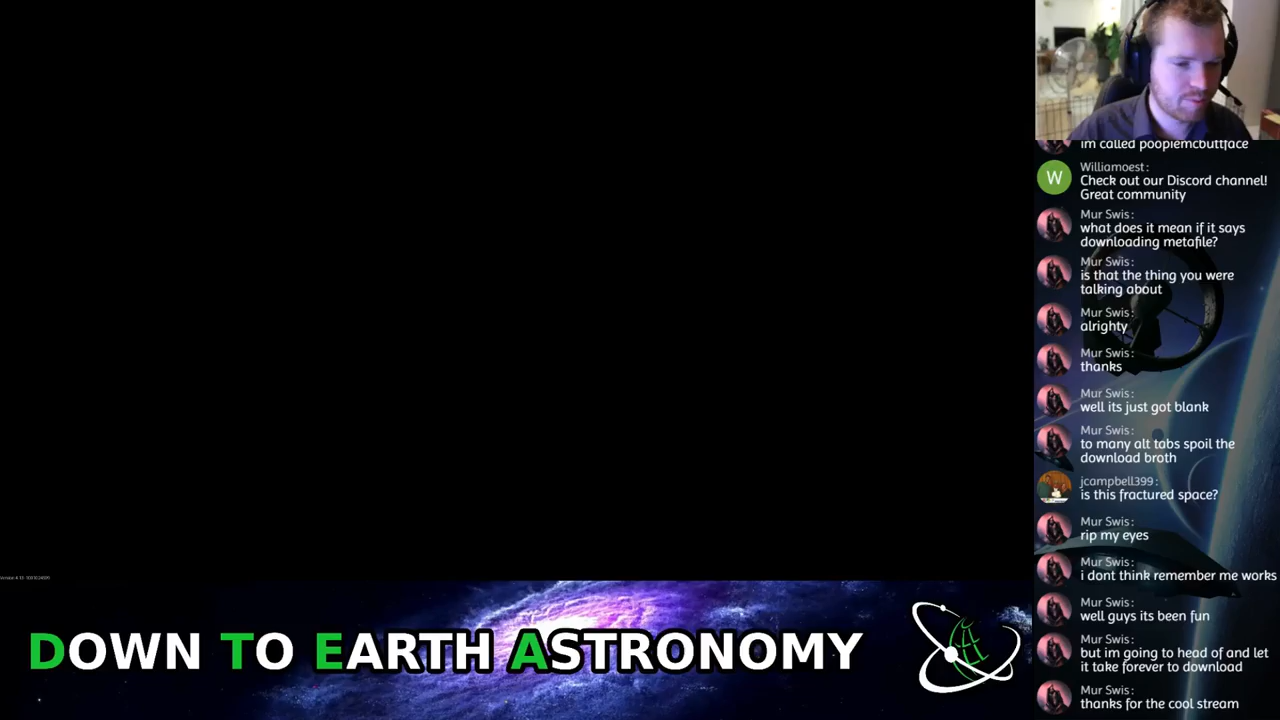 im called poopiemcbuttface
W
Williamoest:
Check out our Discord channel!
Great community
Mur Swis:
what does it mean if it says
downloading metafile?
Mur Swis:
is that the thing you were
talking about
Mur Swis:
alrighty
Mur Swis:
thanks
Mur Swis:
well its just got blank
Mur Swis:
to many alt tabs spoil the
download broth
jcampbell399:
is this fractured space?
Mur Swis:
rip my eyes
Mur Swis:
i dont think remember me works
Mur Swis:
well guys its been fun
Mur Swis:
but im going to head of and let
it take forever to download
Mur Swis:
thanks for the cool stream
DOWN TO EARTH ASTRONOMY